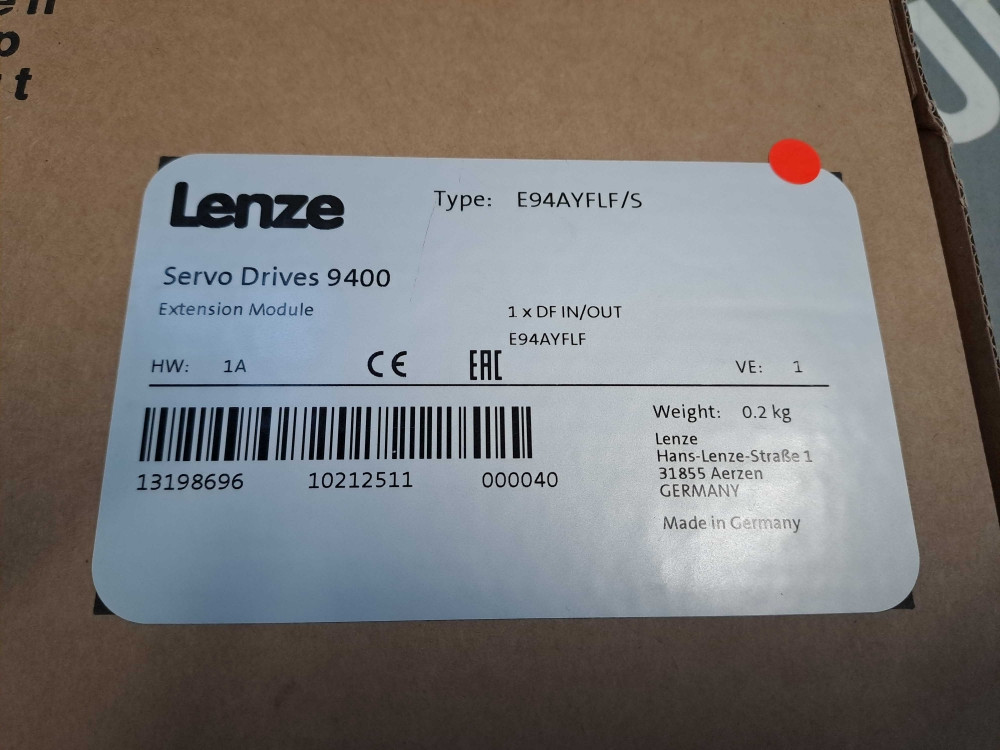 Lenze
Type: E94AYFLF/S
Servo Drives 9400
Extension Module
1 x DF IN/OUT
E94AYFLF
HW: 1A
CE
EAC
VE: 1
13198696 10212511 000040
Weight: 0.2 kg
Lenze
Hans-Lenze-Straße 1
31855 Aerzen
GERMANY
Made in Germany